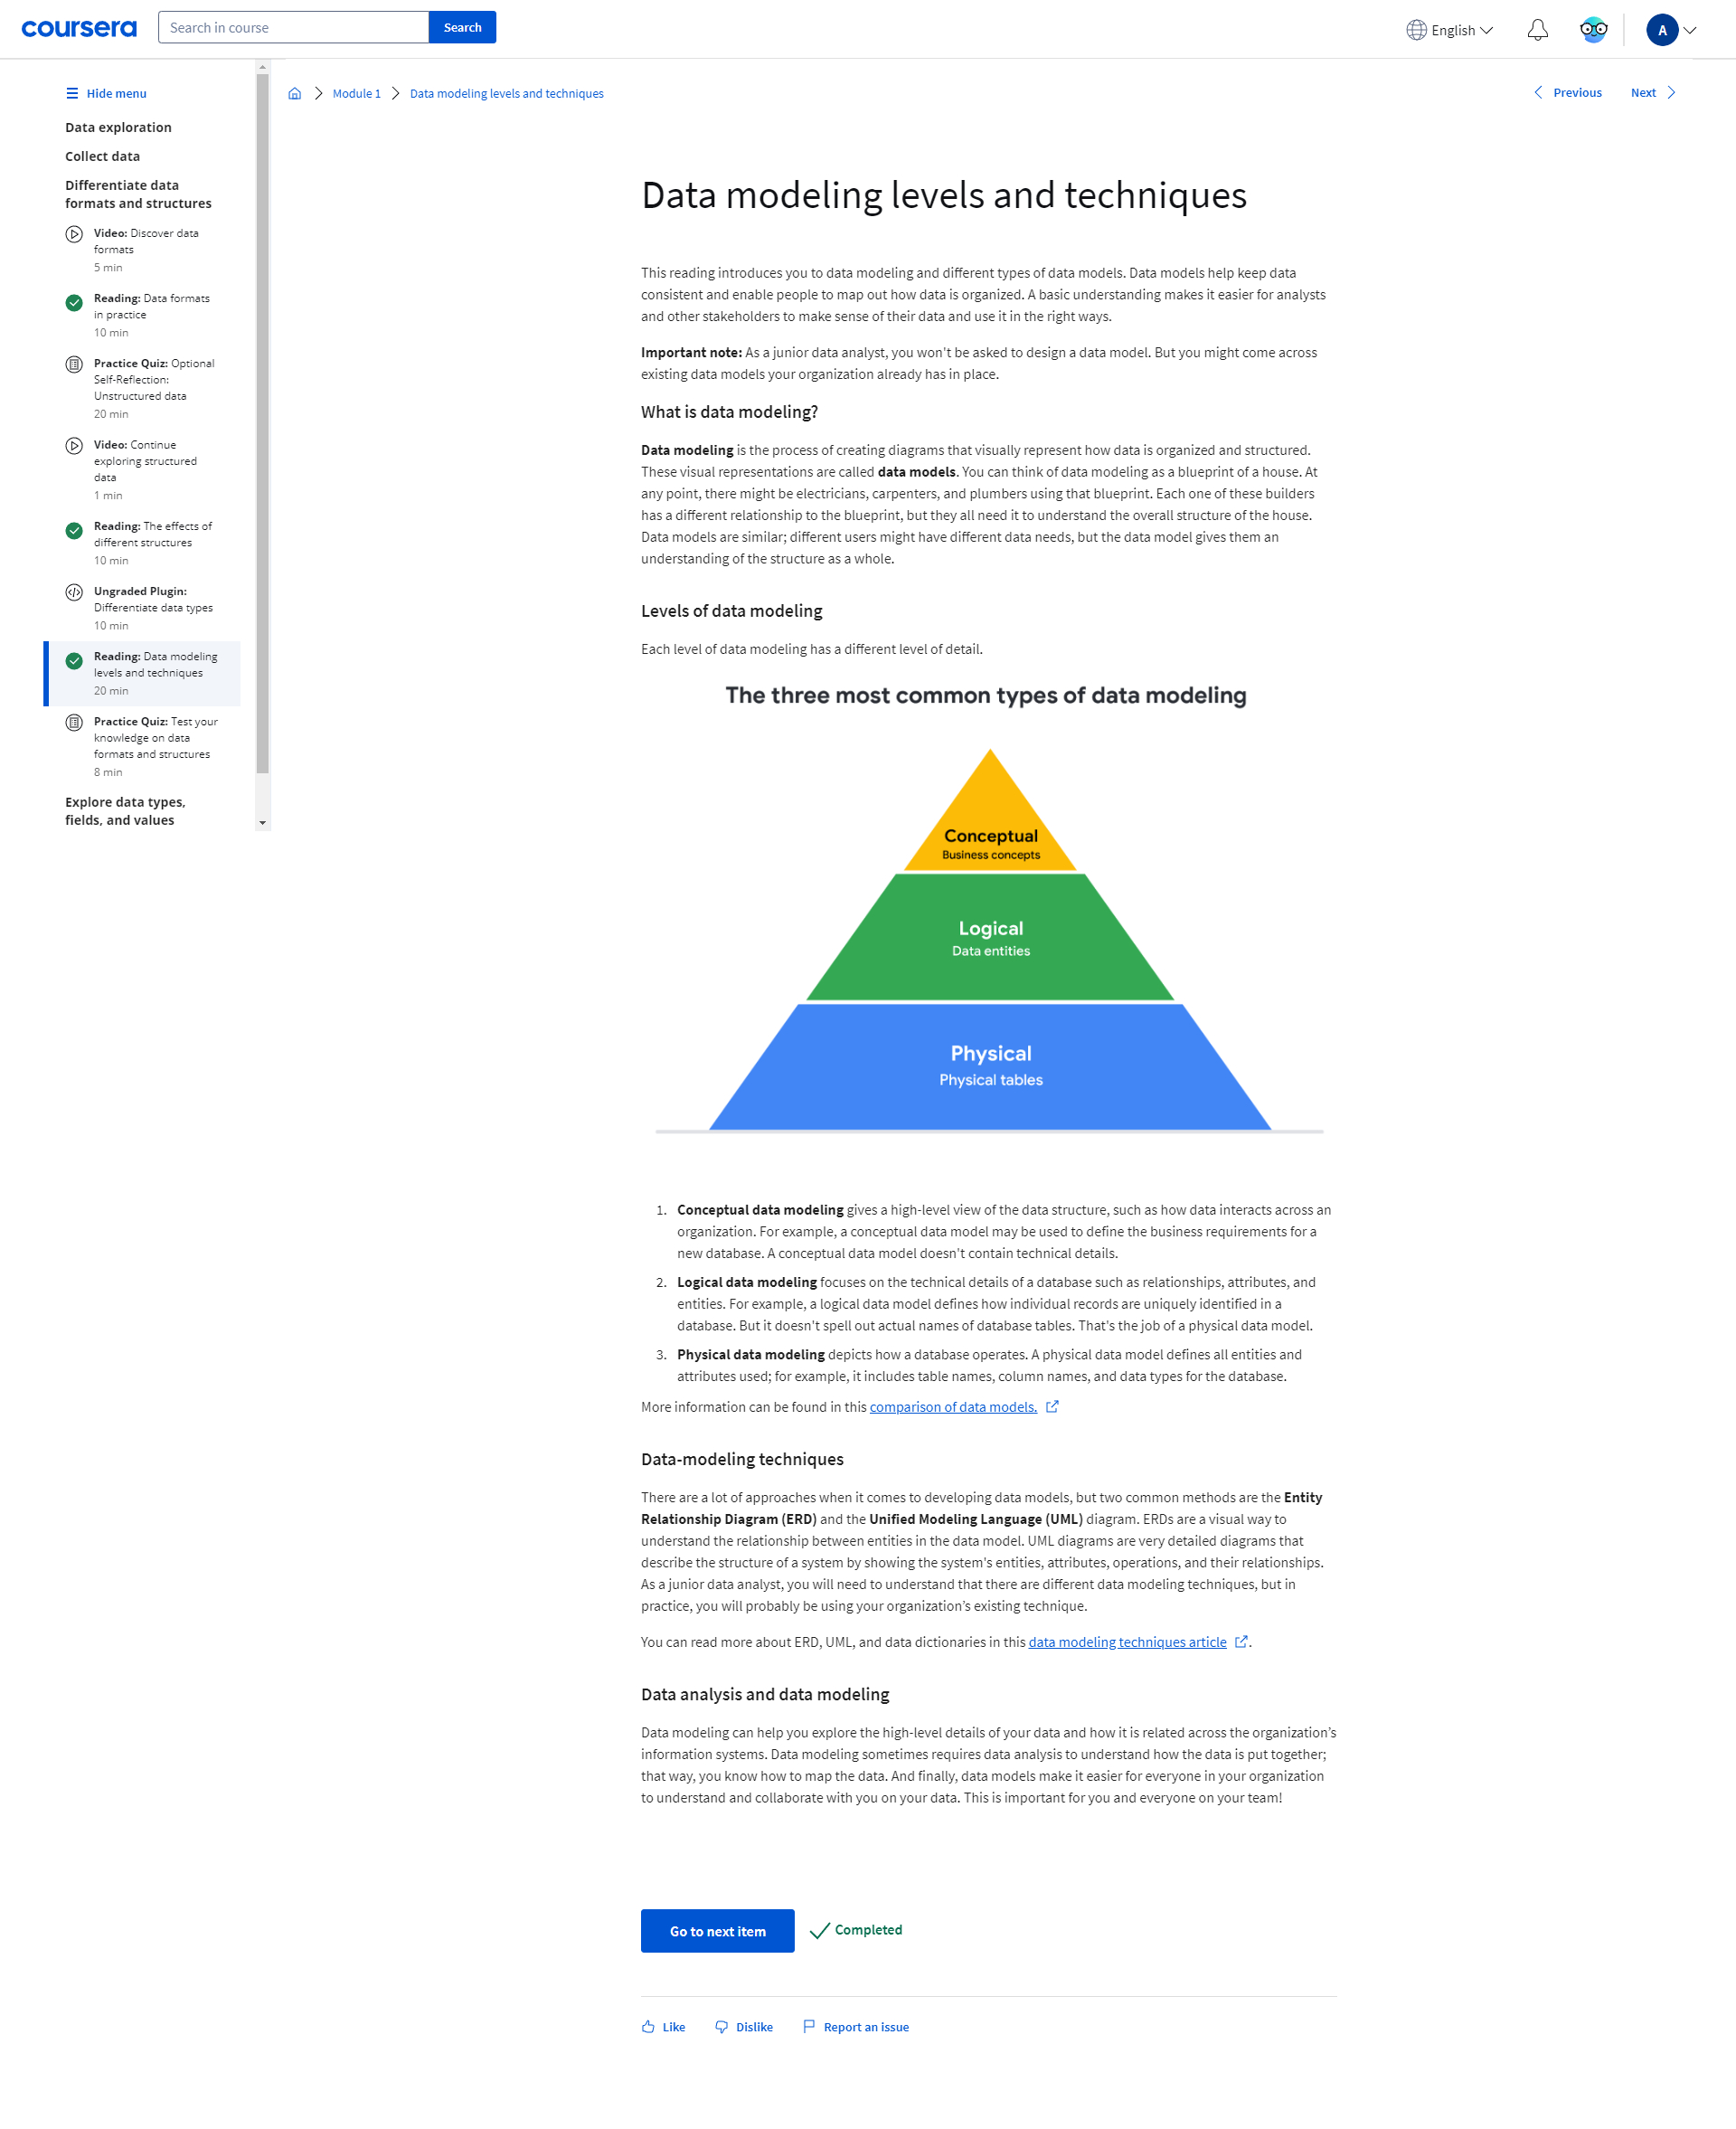 coursera
Search in course
Search
English
A
Hide menu
Data exploration
Collect data
Differentiate data
formats and structures
Video: Discover data
formats
5 min
Reading: Data formats
in practice
10 min
Practice Quiz: Optional
Self-Reflection:
Unstructured data
20 min
Video: Continue
exploring structured
data
1 min
Reading: The effects of
different structures
10 min
Ungraded Plugin:
Differentiate data types
10 min
Reading: Data modeling
levels and techniques
20 min
Practice Quiz: Test your
knowledge on data
formats and structures
8 min
Explore data types,
fields, and values
Module 1
Data modeling levels and techniques
Previous
Next
Data modeling levels and techniques
This reading introduces you to data modeling and different types of data models. Data models help keep data
consistent and enable people to map out how data is organized. A basic understanding makes it easier for analysts
and other stakeholders to make sense of their data and use it in the right ways.
Important note: As a junior data analyst, you won't be asked to design a data model. But you might come across
existing data models your organization already has in place.
What is data modeling?
Data modeling is the process of creating diagrams that visually represent how data is organized and structured.
These visual representations are called data models. You can think of data modeling as a blueprint of a house. At
any point, there might be electricians, carpenters, and plumbers using that blueprint. Each one of these builders
has a different relationship to the blueprint, but they all need it to understand the overall structure of the house.
Data models are similar; different users might have different data needs, but the data model gives them an
understanding of the structure as a whole.
Levels of data modeling
Each level of data modeling has a different level of detail.
The three most common types of data modeling
Conceptual
Business concepts
Logical
Data entities
Physical
Physical tables
1. Conceptual data modeling gives a high-level view of the data structure, such as how data interacts across an
organization. For example, a conceptual data model may be used to define the business requirements for a
new database. A conceptual data model doesn't contain technical details.
2. Logical data modeling focuses on the technical details of a database such as relationships, attributes, and
entities. For example, a logical data model defines how individual records are uniquely identified in a
database. But it doesn't spell out actual names of database tables. That's the job of a physical data model.
3. Physical data modeling depicts how a database operates. A physical data model defines all entities and
attributes used; for example, it includes table names, column names, and data types for the database.
More information can be found in this comparison of data models.
Data-modeling techniques
There are a lot of approaches when it comes to developing data models, but two common methods are the Entity
Relationship Diagram (ERD) and the Unified Modeling Language (UML) diagram. ERDs are a visual way to
understand the relationship between entities in the data model. UML diagrams are very detailed diagrams that
describe the structure of a system by showing the system's entities, attributes, operations, and their relationships.
As a junior data analyst, you will need to understand that there are different data modeling techniques, but in
practice, you will probably be using your organization’s existing technique.
You can read more about ERD, UML, and data dictionaries in this data modeling techniques article .
Data analysis and data modeling
Data modeling can help you explore the high-level details of your data and how it is related across the organization’s
information systems. Data modeling sometimes requires data analysis to understand how the data is put together;
that way, you know how to map the data. And finally, data models make it easier for everyone in your organization
to understand and collaborate with you on your data. This is important for you and everyone on your team!
Go to next item
Completed
Like
Dislike
Report an issue